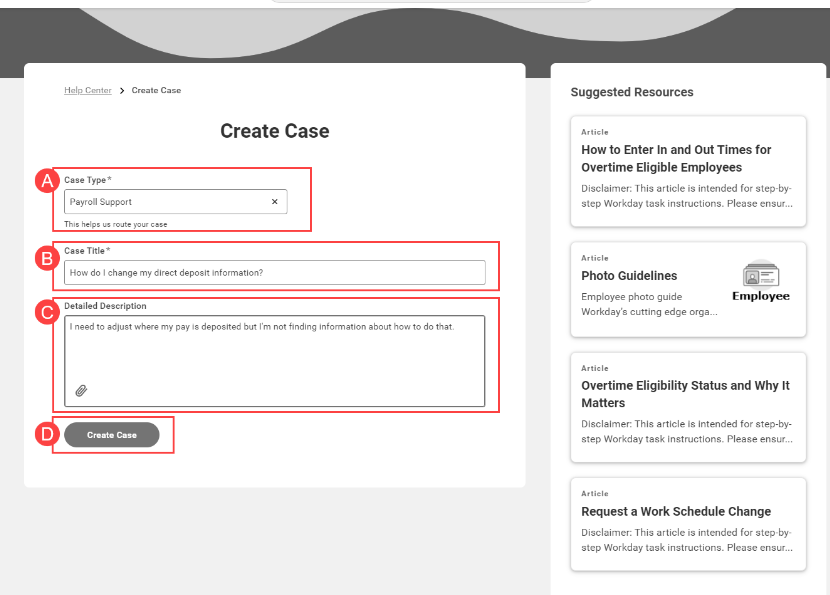 Help Center > Create Case
Create Case
A
Case Type*
Payroll Support
This helps us route your case
B
Case Title*
How do I change my direct deposit information?
C
Detailed Description
I need to adjust where my pay is deposited but I'm not finding information about how to do that.
D
Create Case
Suggested Resources
Article
How to Enter In and Out Times for
Overtime Eligible Employees
Disclaimer: This article is intended for step-by-
step Workday task instructions. Please ensur...
Article
Photo Guidelines
Employee photo guide
Workday's cutting edge orga...
Employee
Article
Overtime Eligibility Status and Why It
Matters
Disclaimer: This article is intended for step-by-
step Workday task instructions. Please ensur...
Article
Request a Work Schedule Change
Disclaimer: This article is intended for step-by-
step Workday task instructions. Please ensur...